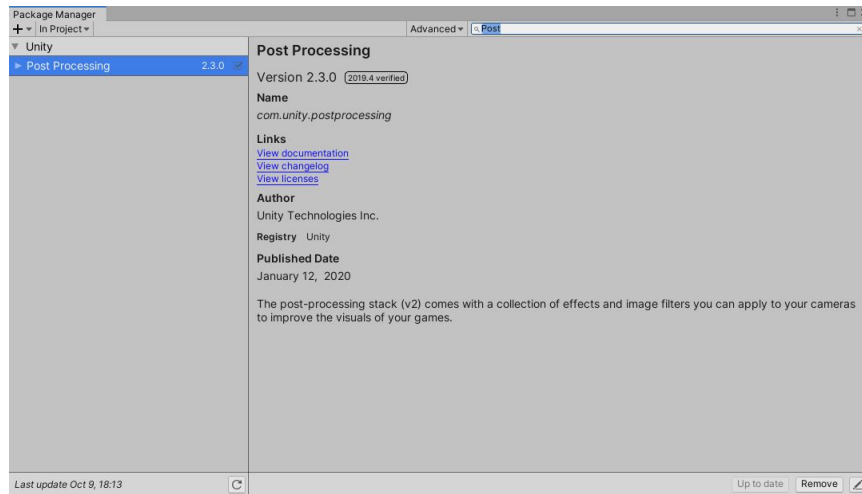 Package Manager
+ In Project
Advanced
Post
Unity
Post Processing 2.3.0
Post Processing
Version 2.3.0 2019.4 verified
Name
com.unity.postprocessing
Links
View documentation
View changelog
View licenses
Author
Unity Technologies Inc.
Registry Unity
Published Date
January 12, 2020
The post-processing stack (v2) comes with a collection of effects and image filters you can apply to your cameras
to improve the visuals of your games.
Last update Oct 9, 18:13
Up to date Remove